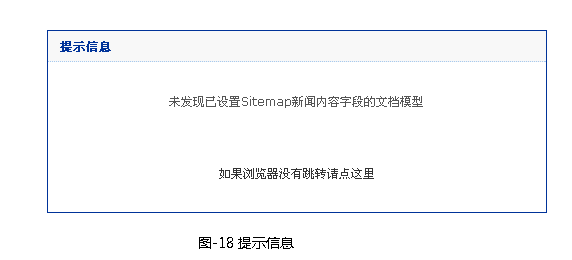 提示信息
未发现已设置Sitemap新闻内容字段的文档模型
如果浏览器没有跳转请点这里
图-18 提示信息